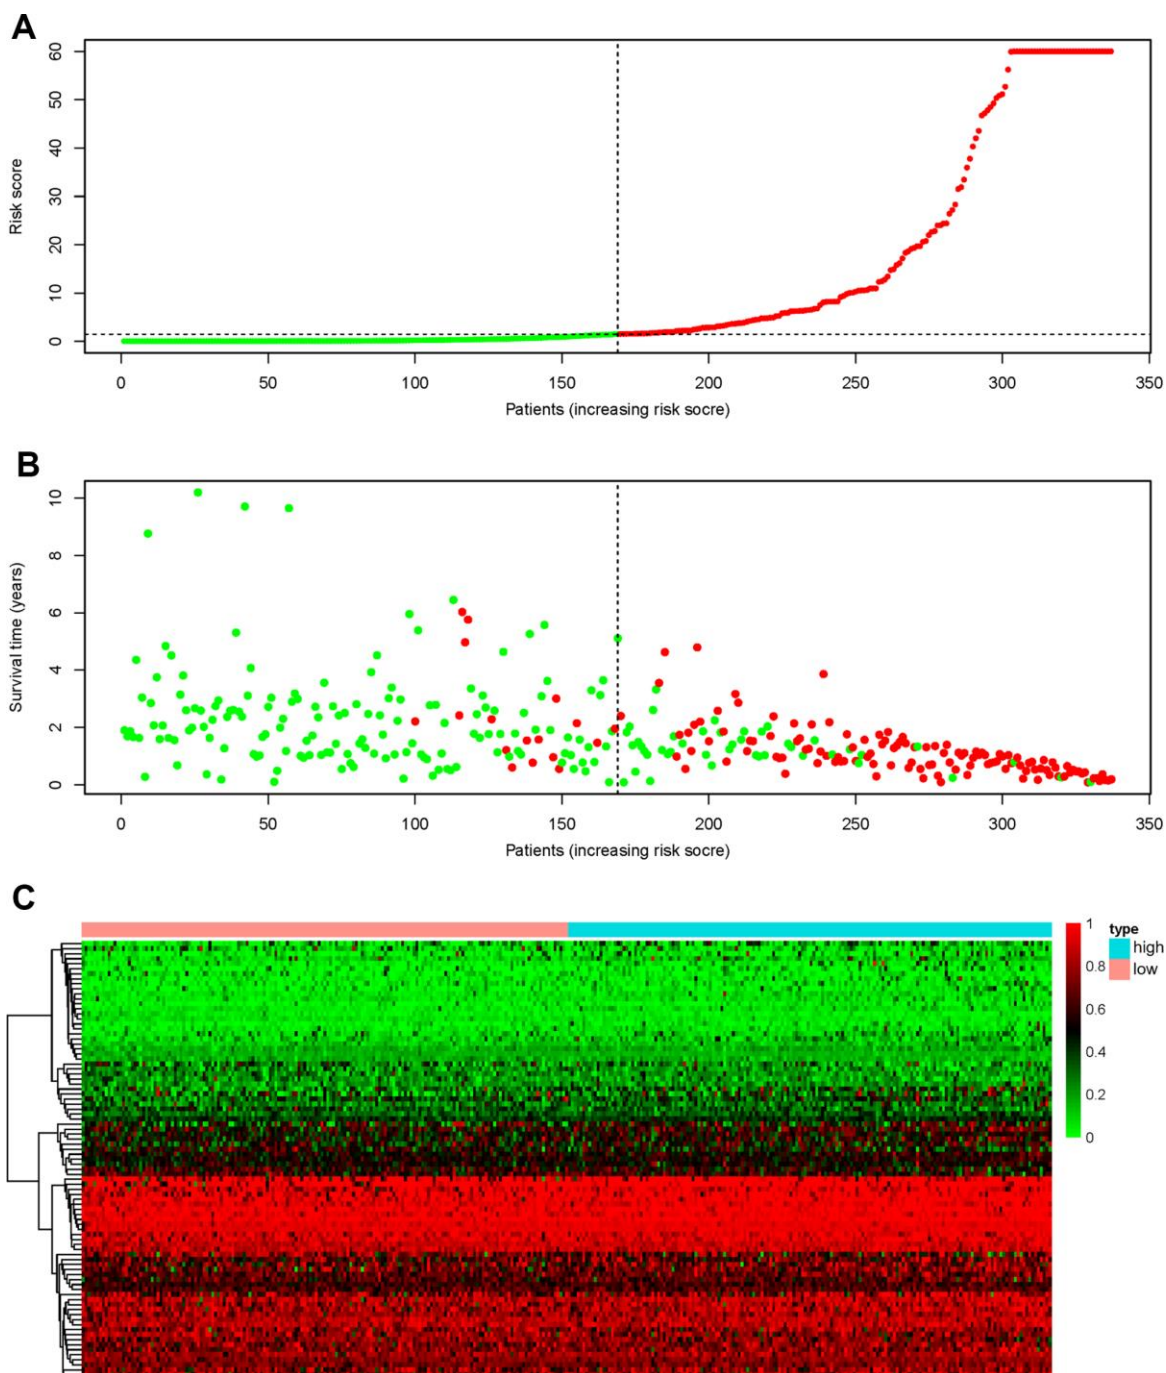 A
Risk score
60
50
40
30
20
10
0
0 50 100 150 200 250 300 350
Patients (increasing risk socre)
B
Survival time (years)
10
8
6
4
2
0
0 50 100 150 200 250 300 350
Patients (increasing risk socre)
C
1
0.8
0.6
0.4
0.2
0
type
high
low